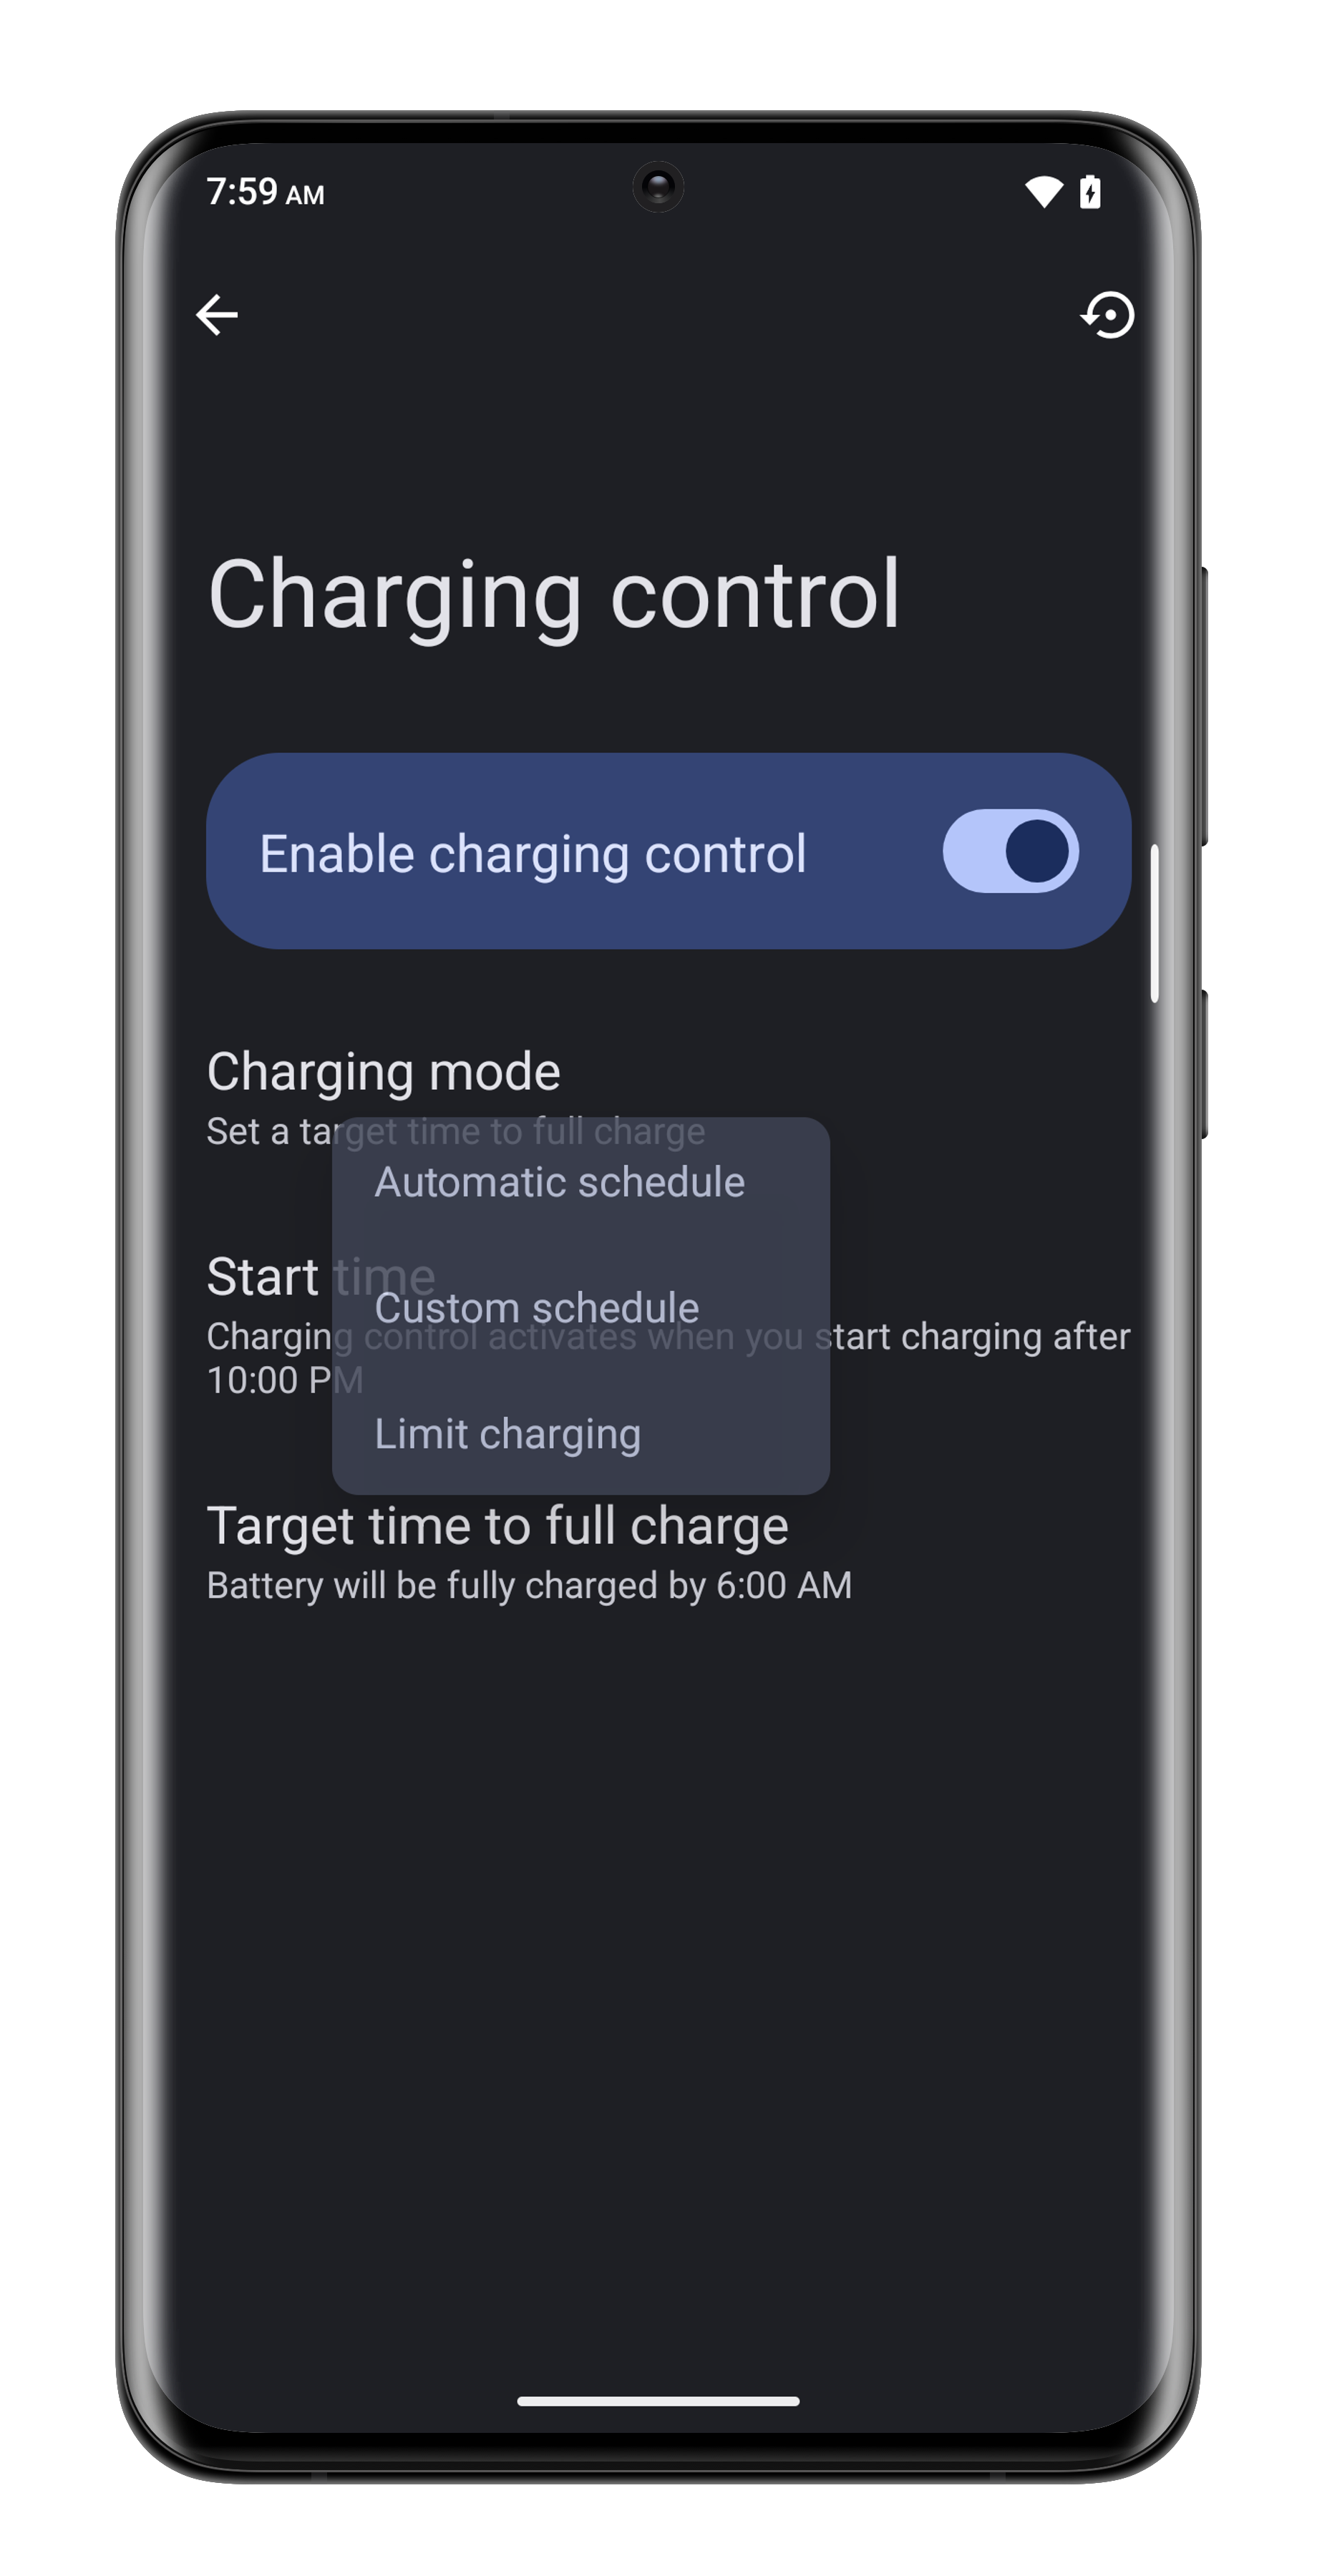 7:59 AM
Charging control
Enable charging control
Charging mode
Set a target time to full charge
Automatic schedule
Start time
Custom schedule
Charging control activates when you start charging after
10:00 PM
Limit charging
Target time to full charge
Battery will be fully charged by 6:00 AM